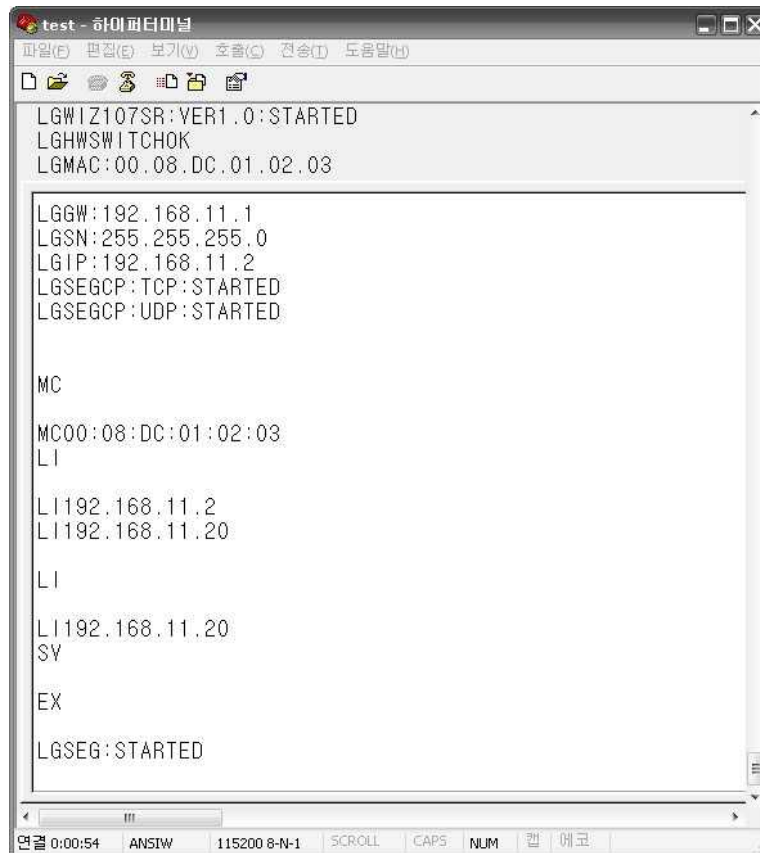 test - 하이퍼터미널
파일(F) 편집(E) 보기(V) 호출(C) 전송(T) 도움말(H)
LGWIZ107SR:VER1.0:STARTED
LGHWSWITCHOK
LGMAC:00.08.DC.01.02.03
LGGW:192.168.11.1
LGSN:255.255.255.0
LGIP:192.168.11.2
LGSEGCP:TCP:STARTED
LGSEGCP:UDP:STARTED
MC
MC00:08:DC:01:02:03
LI
LI192.168.11.2
LI192.168.11.20
LI
LI192.168.11.20
SV
EX
LGSEG:STARTED
연결 0:00:54 ANSIW 115200 8-N-1 SCROLL CAPS NUM 캡 에코